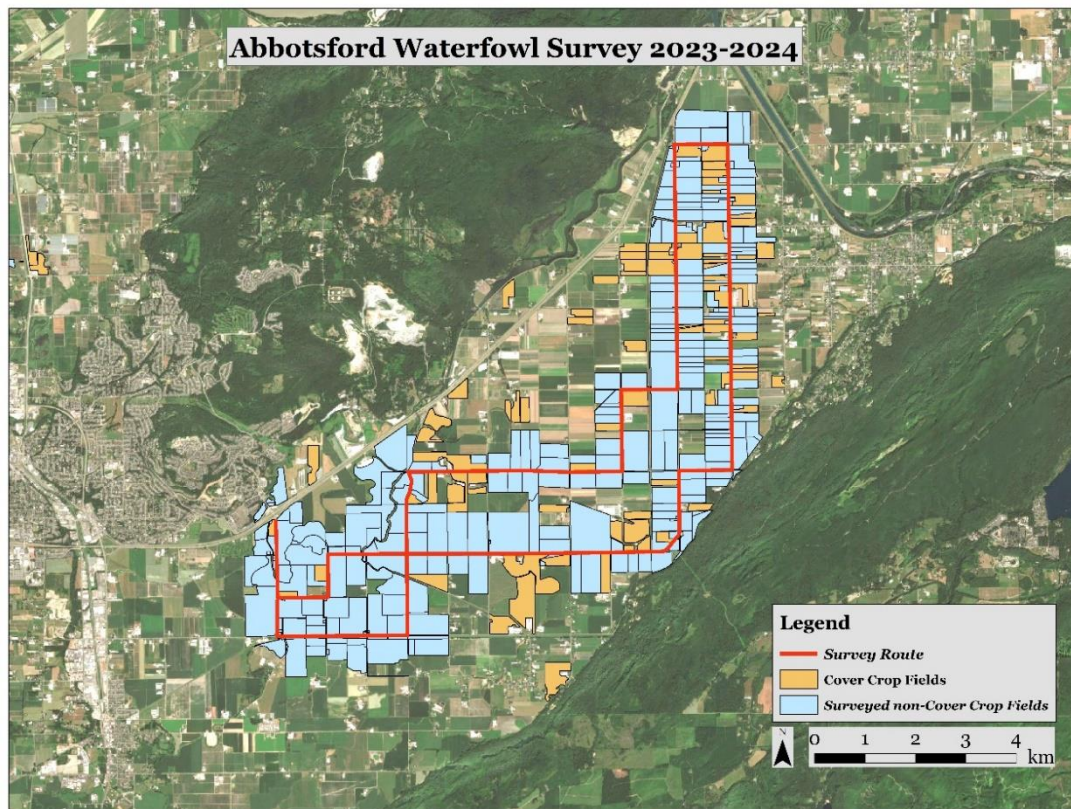 Abbotsford Waterfowl Survey 2023-2024
Legend
Survey Route
Cover Crop Fields
Surveyed non-Cover Crop Fields
N
0 1 2 3 4
km